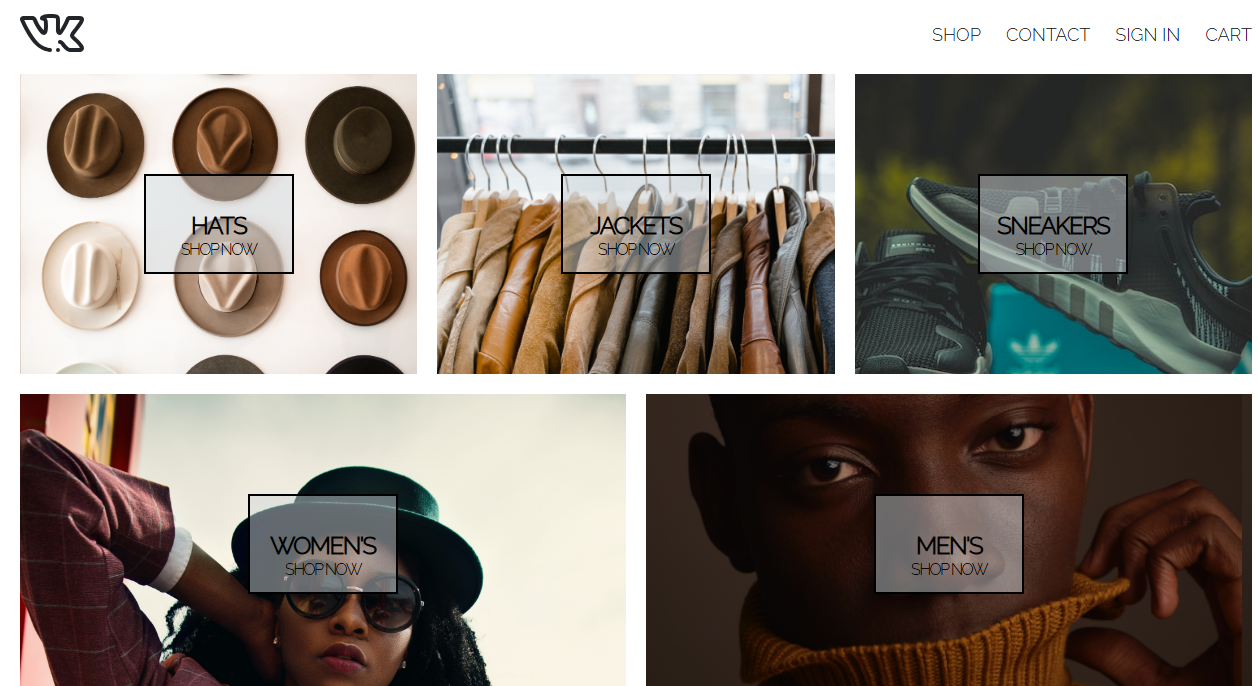 SHOP CONTACT SIGN IN CART
HATS
SHOP NOW
JACKETS
SHOP NOW
SNEAKERS
SHOP NOW
WOMEN'S
SHOP NOW
MEN'S
SHOP NOW